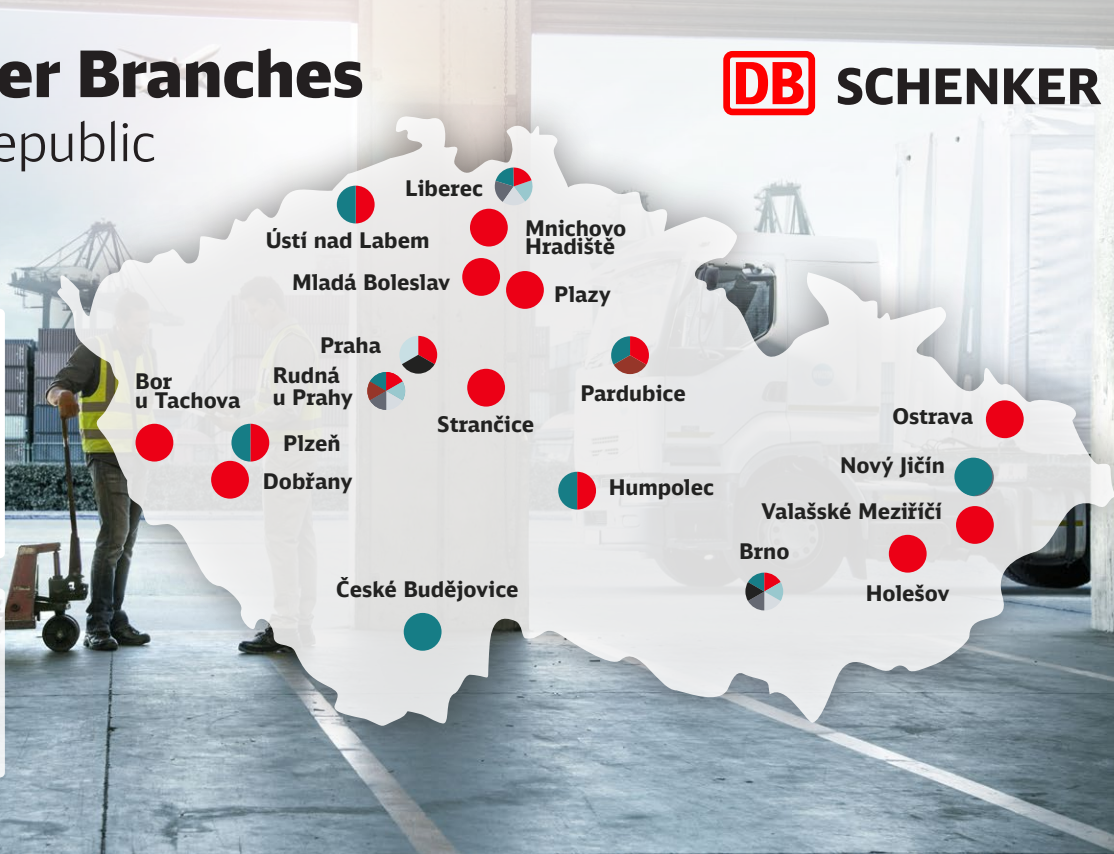 er Branches
epublic
DB SCHENKER
Liberec
Ústí nad Labem
Mnichovo
Hradiště
Mladá Boleslav
Plazy
Praha
Rudná
u Prahy
Bor
u Tachova
Pardubice
Strančice
Ostrava
Plzeň
Nový Jičín
Dobřany
Humpolec
Valašské Meziříčí
Brno
Holešov
České Budějovice